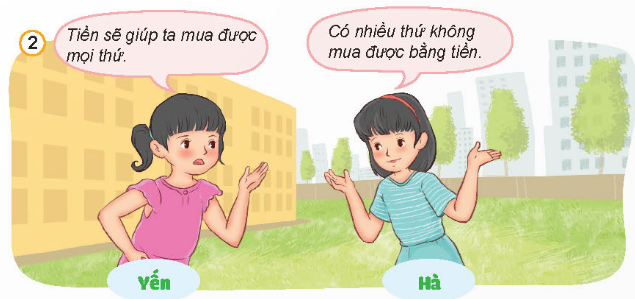 2
Tiền sẽ giúp ta mua được
mọi thứ.
Có nhiều thứ không
mua được bằng tiền.
Yến
Hà